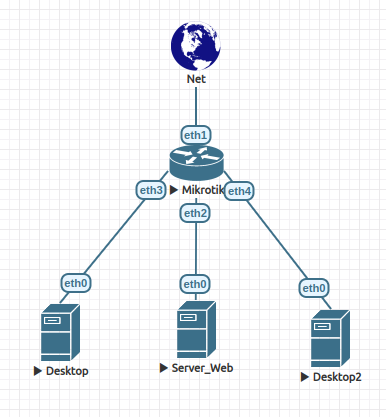 Net
eth1
eth3
Mikrotik
eth4
eth2
eth0
eth0
eth0
Desktop
Server_Web
Desktop2